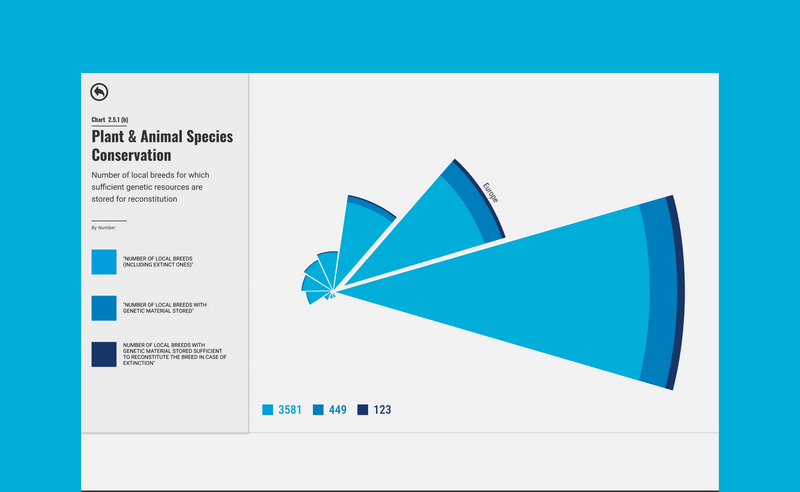 Chart 2.5.1 (b)
Plant & Animal Species
Conservation
Number of local breeds for which
sufficient genetic resources are
stored for reconstitution
By Number
"NUMBER OF LOCAL BREEDS
(INCLUDING EXTINCT ONES)"
"NUMBER OF LOCAL BREEDS WITH
GENETIC MATERIAL STORED"
NUMBER OF LOCAL BREEDS WITH
GENETIC MATERIAL STORED SUFFICIENT
TO RECONSTITUTE THE BREED IN CASE OF
EXTINCTION"
Europe
3581 449 123